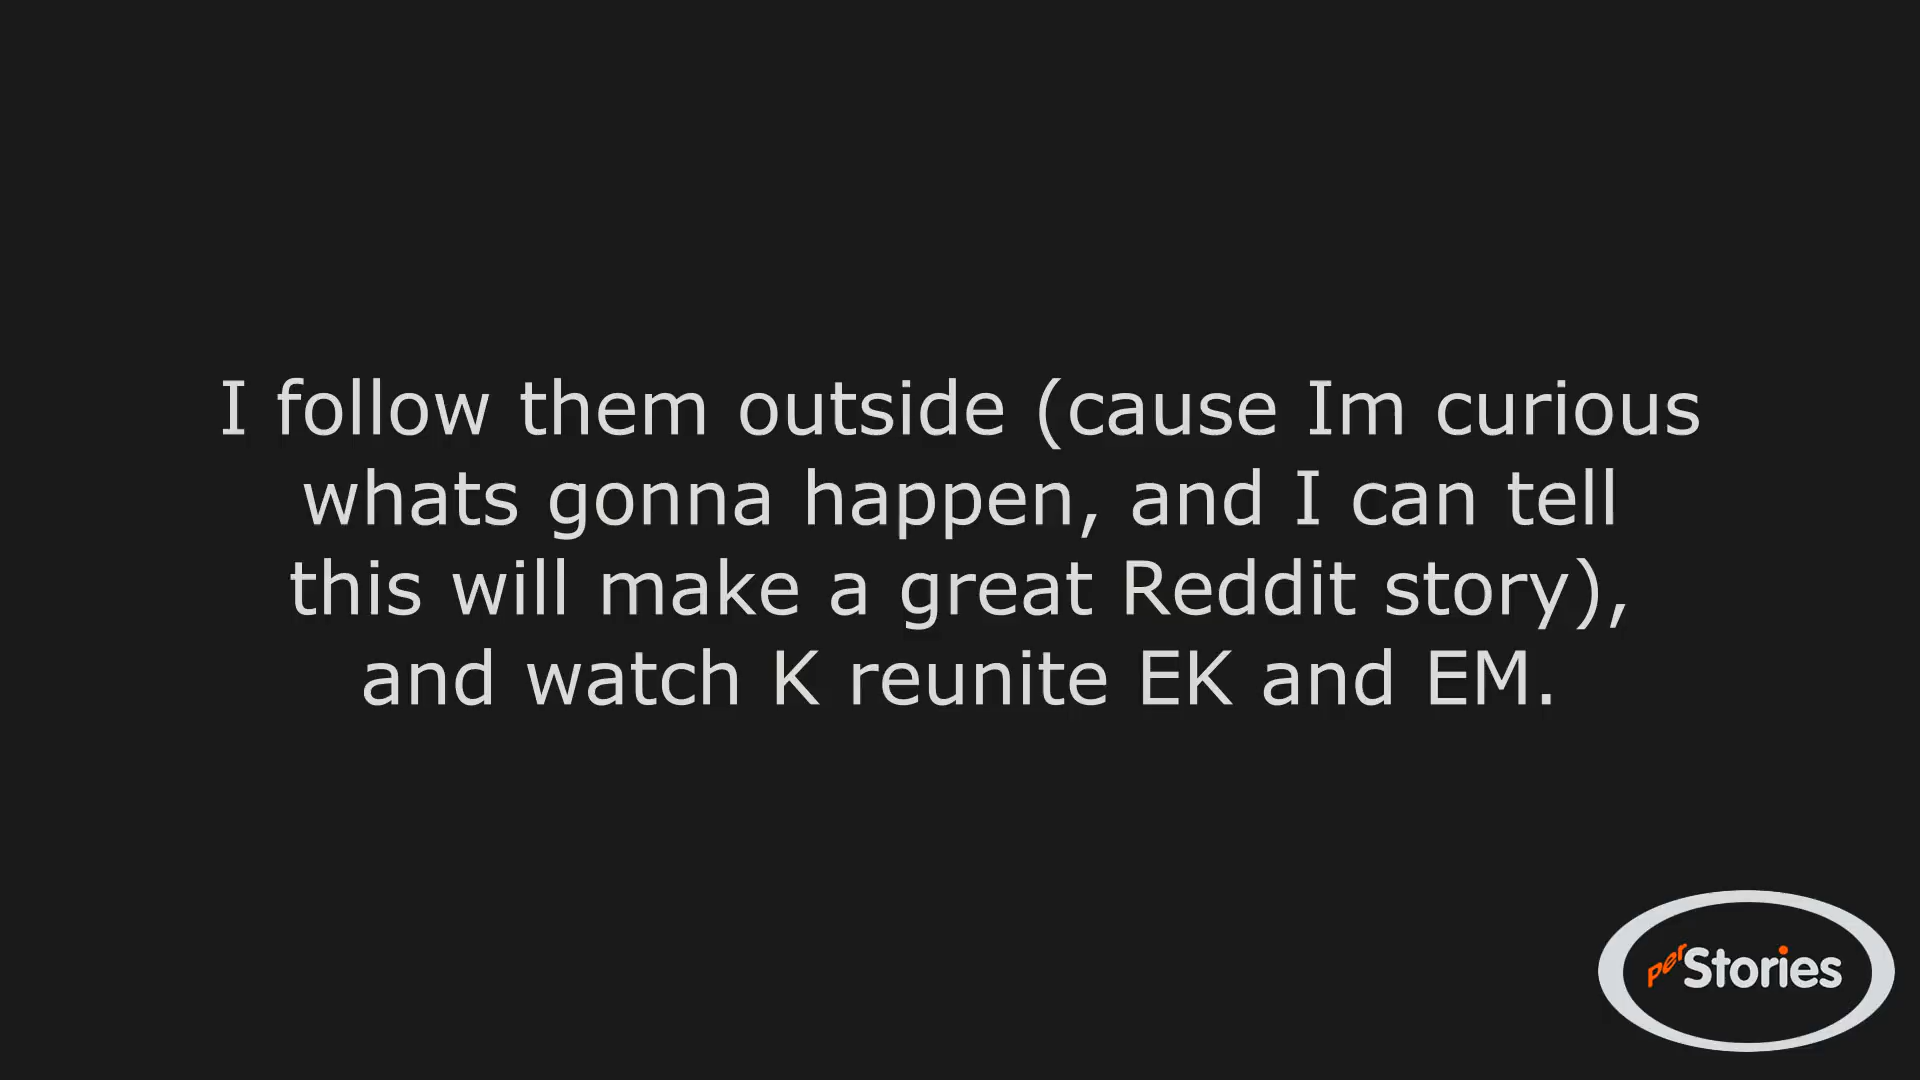 I follow them outside (cause Im curious
whats gonna happen, and I can tell
this will make a great Reddit story),
and watch K reunite EK and EM.
perStories